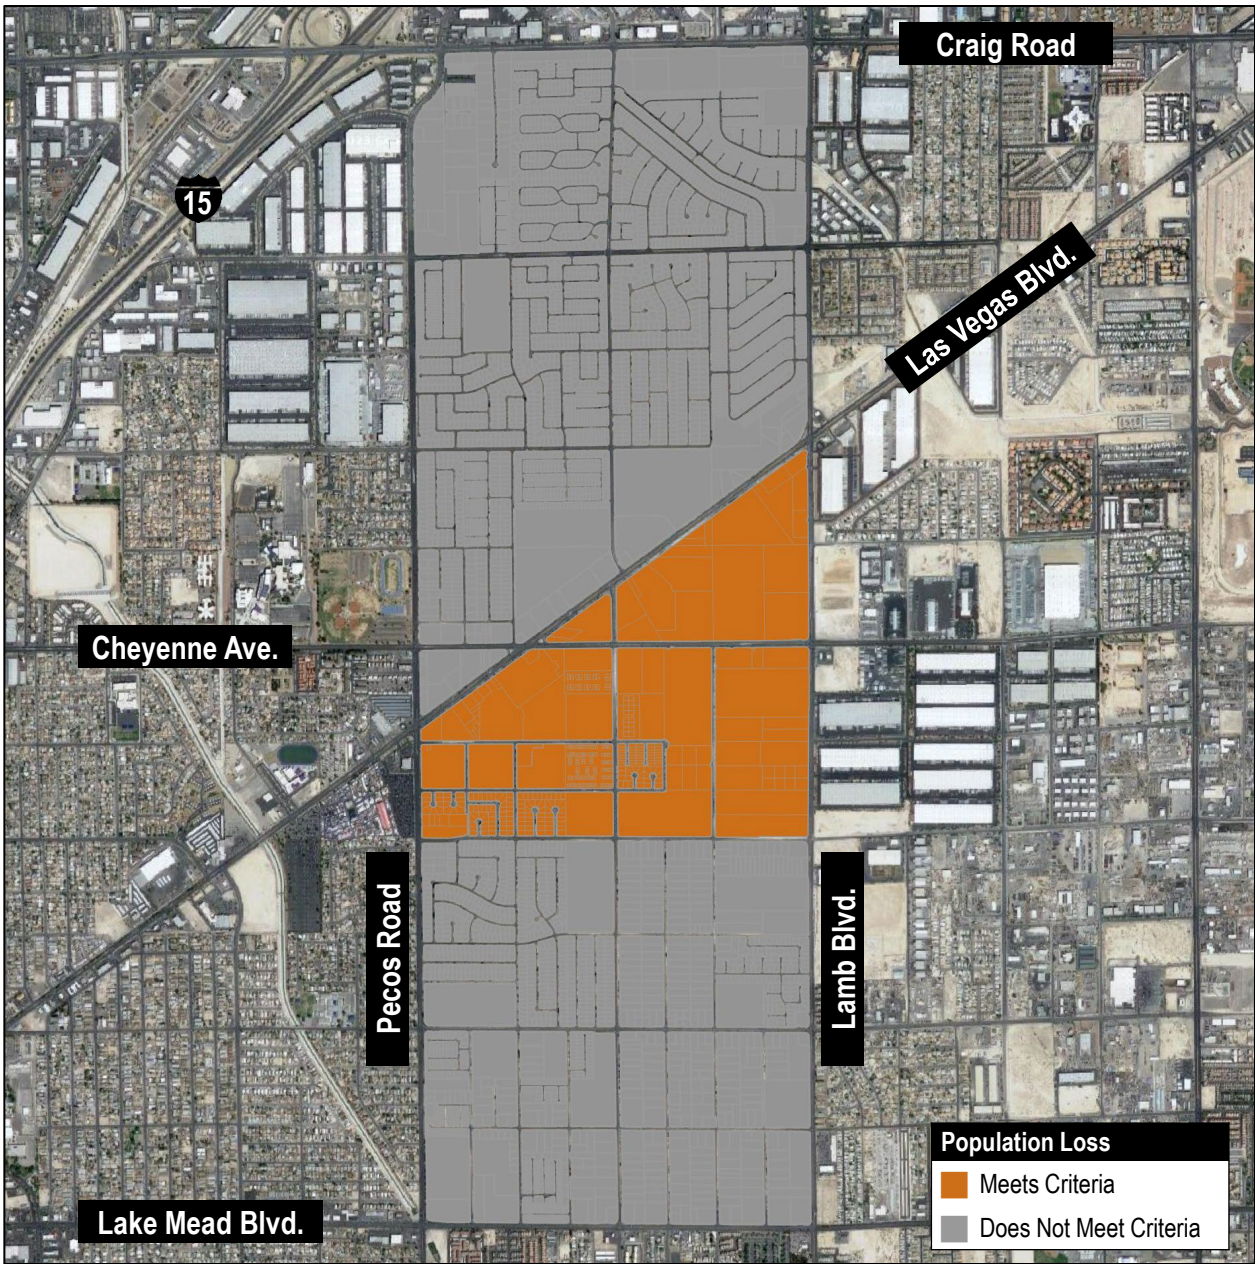 Craig Road
15
Las Vegas Blvd.
Cheyenne Ave.
Pecos Road
Lamb Blvd.
Population Loss
Meets Criteria
Does Not Meet Criteria
Lake Mead Blvd.